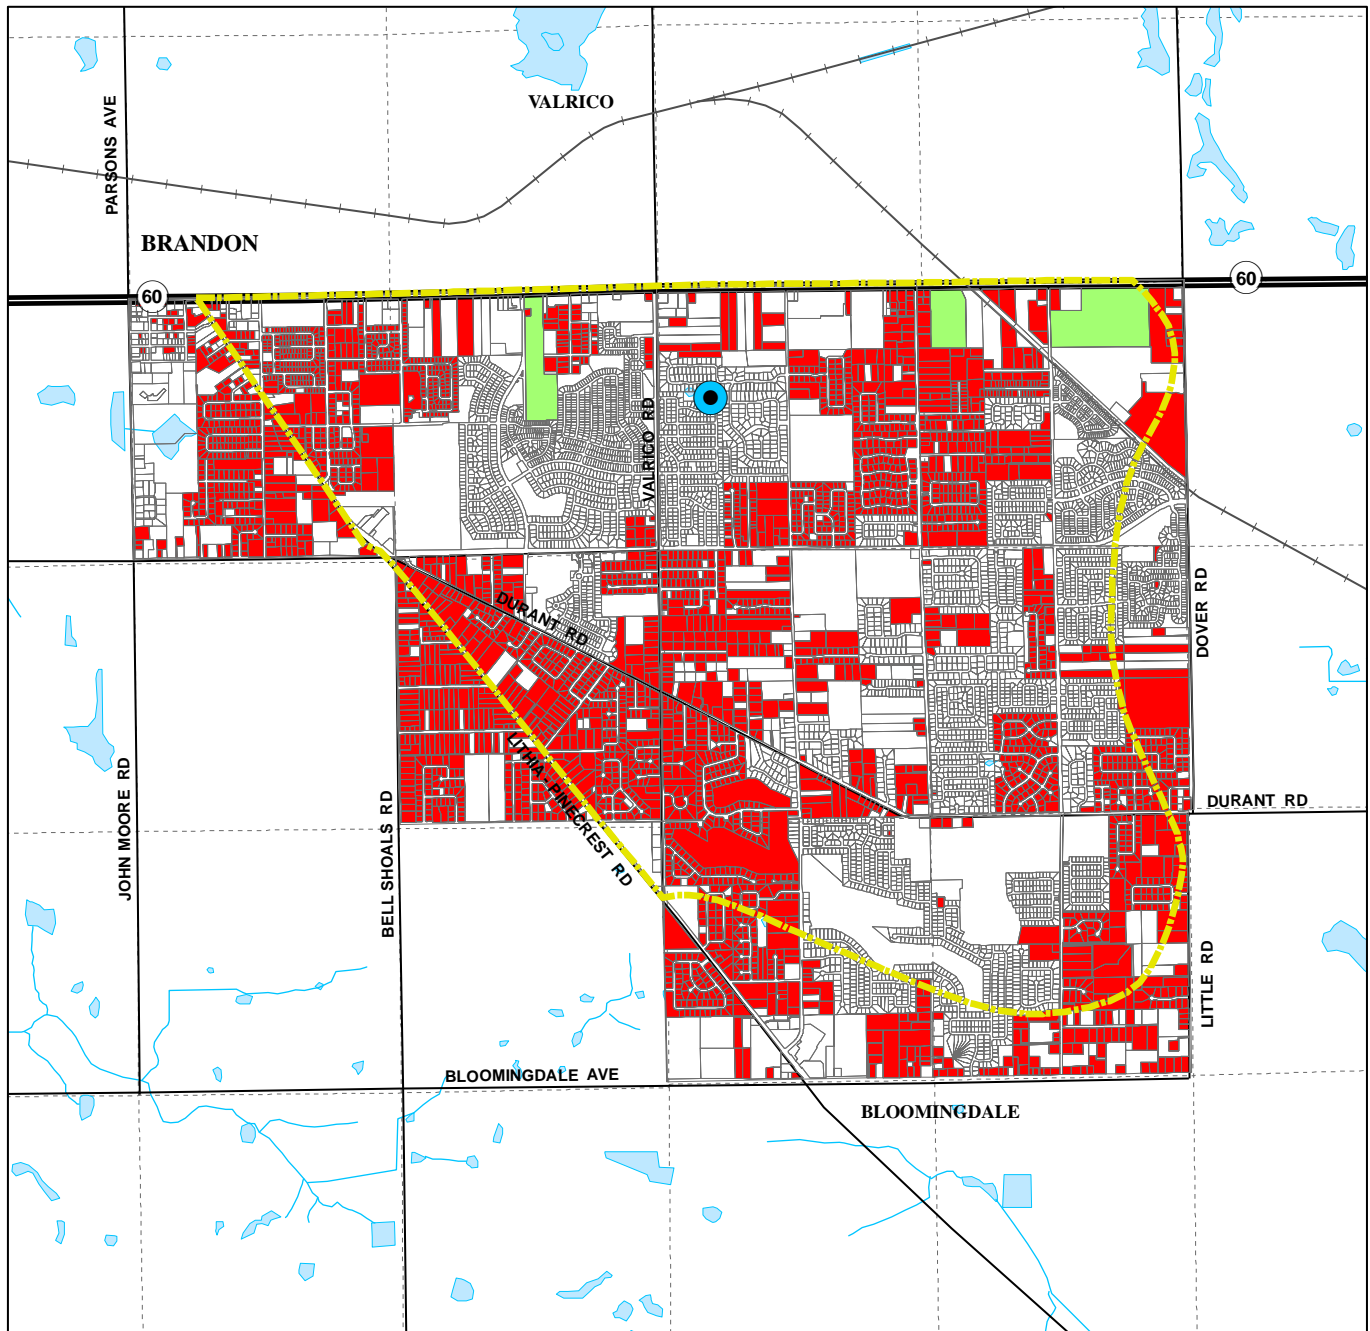 VALRICO
PARSONS AVE
BRANDON
60
60
VALRICO RD
DURANT RD
DOVER RD
LITHIA - PINECREST RD
JOHN MOORE RD
BELL SHOALS RD
DURANT RD
LITTLE RD
BLOOMINGDALE AVE
BLOOMINGDALE